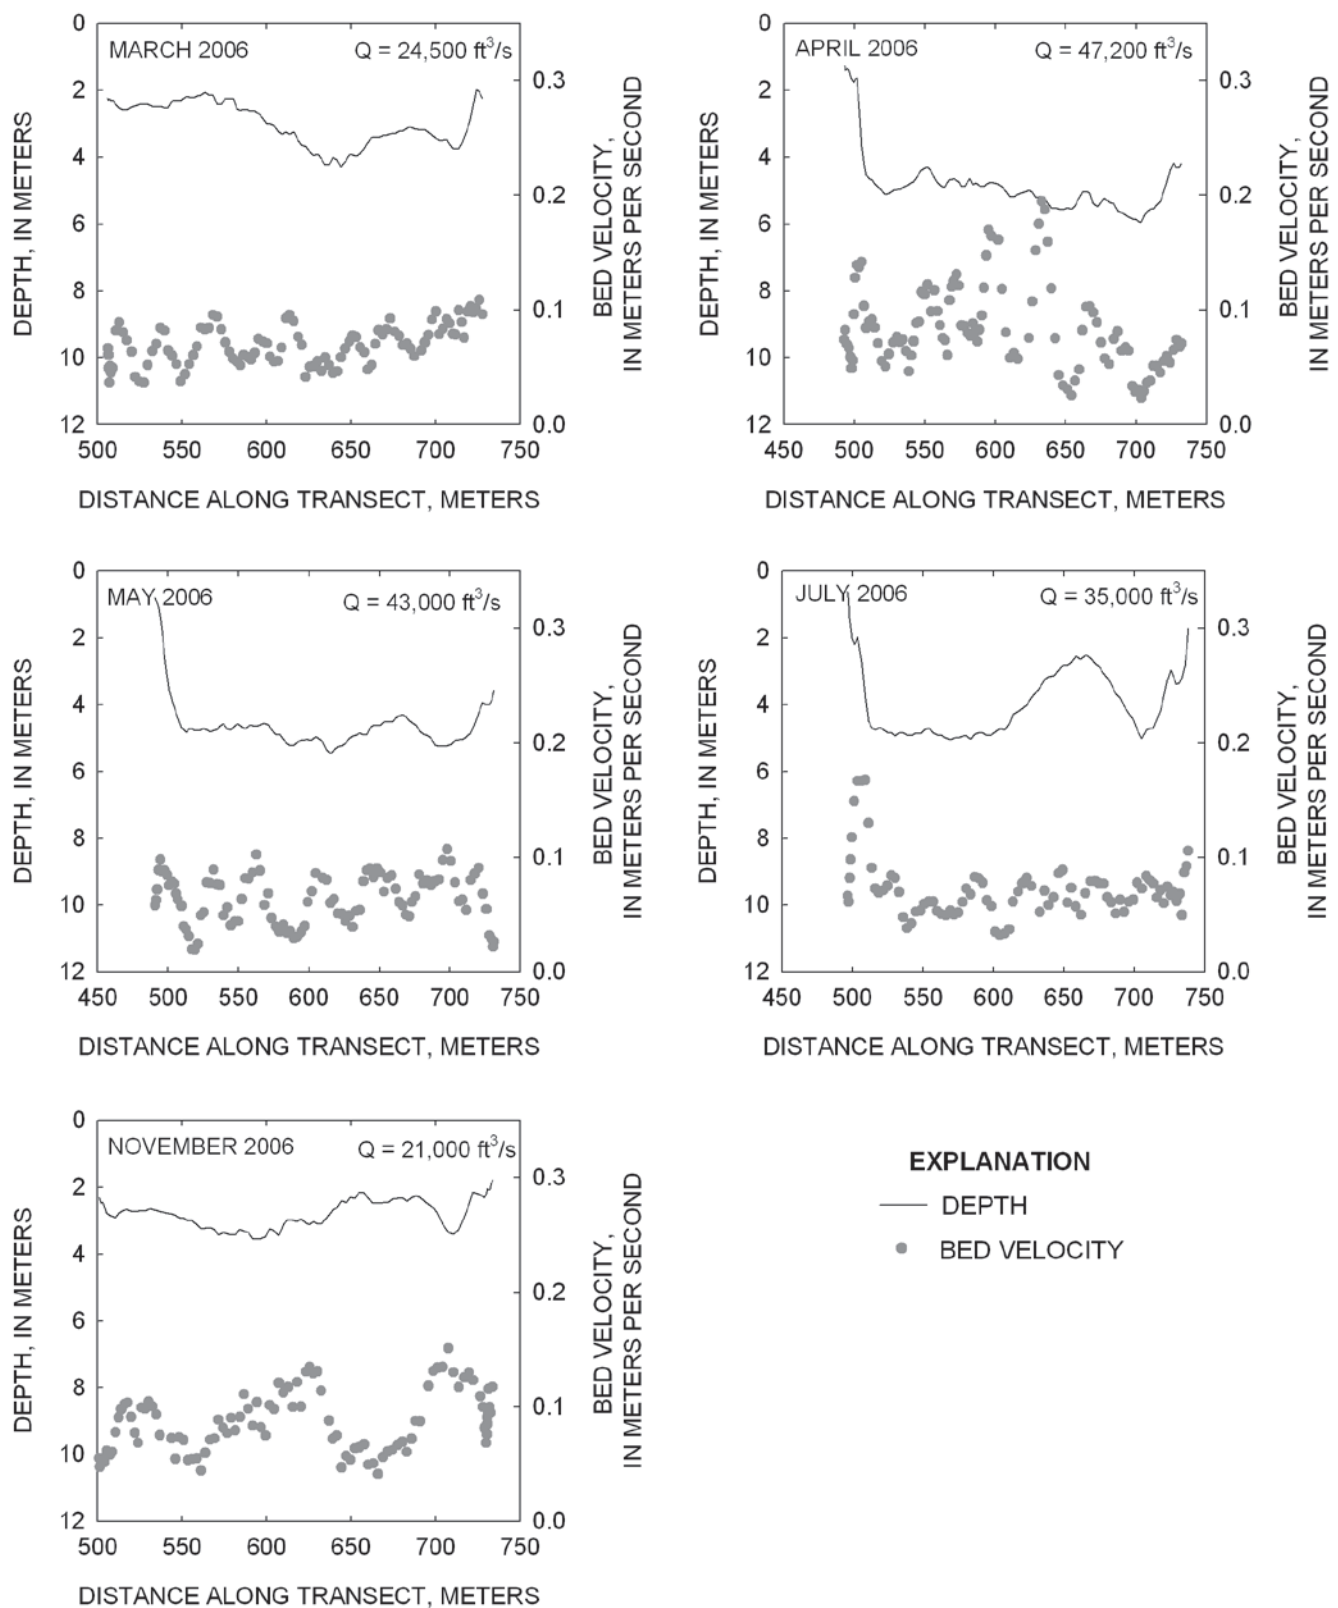 MARCH 2006
Q = 24,500 ft³/s
0
2
4
6
8
10
12
DEPTH, IN METERS
0.3
0.2
0.1
0.0
BED VELOCITY,
IN METERS PER SECOND
500 550 600 650 700 750
DISTANCE ALONG TRANSECT, METERS
APRIL 2006
Q = 47,200 ft³/s
0
2
4
6
8
10
12
DEPTH, IN METERS
0.3
0.2
0.1
0.0
BED VELOCITY,
IN METERS PER SECOND
450 500 550 600 650 700 750
DISTANCE ALONG TRANSECT, METERS
MAY 2006
Q = 43,000 ft³/s
0
2
4
6
8
10
12
DEPTH, IN METERS
0.3
0.2
0.1
0.0
BED VELOCITY,
IN METERS PER SECOND
450 500 550 600 650 700 750
DISTANCE ALONG TRANSECT, METERS
JULY 2006
Q = 35,000 ft³/s
0
2
4
6
8
10
12
DEPTH, IN METERS
0.3
0.2
0.1
0.0
BED VELOCITY,
IN METERS PER SECOND
450 500 550 600 650 700 750
DISTANCE ALONG TRANSECT, METERS
NOVEMBER 2006
Q = 21,000 ft³/s
0
2
4
6
8
10
12
DEPTH, IN METERS
0.3
0.2
0.1
0.0
BED VELOCITY,
IN METERS PER SECOND
500 550 600 650 700 750
DISTANCE ALONG TRANSECT, METERS
EXPLANATION
DEPTH
BED VELOCITY